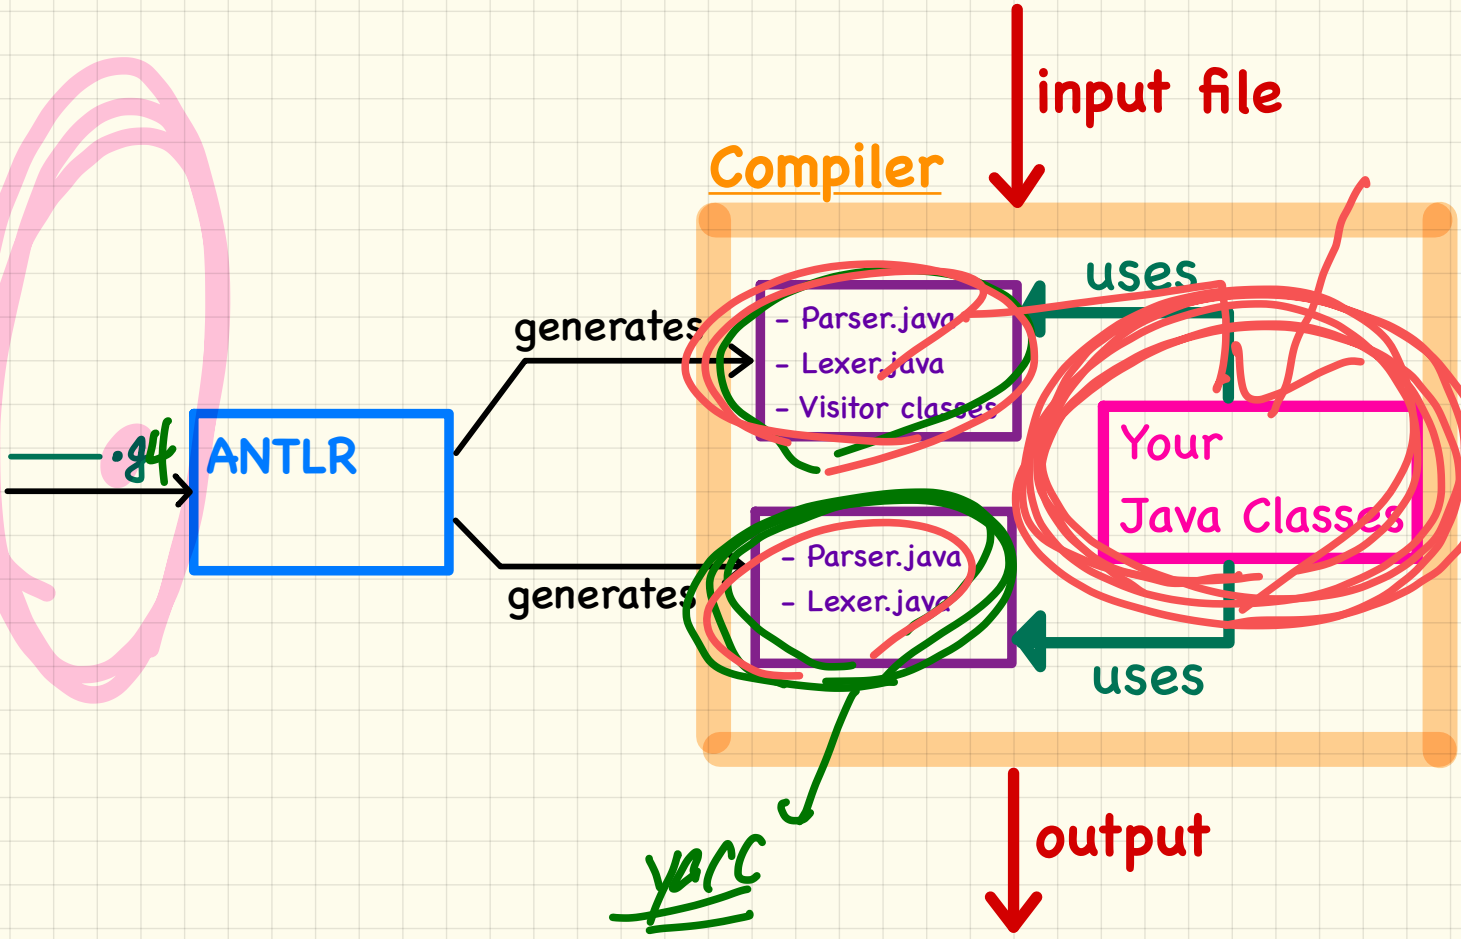 input file
Compiler
uses
generates
- Parser.java
- Lexer.java
- Visitor classes
.g4
ANTLR
Your
Java Classes
generates
- Parser.java
- Lexer.java
uses
output
yacc